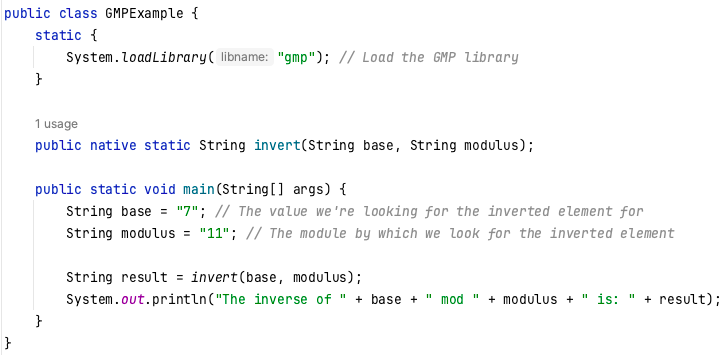 public class GMPExample {
static {
System.loadLibrary( libname: "gmp"); // Load the GMP library
}
1 usage
public native static String invert(String base, String modulus);
public static void main(String[] args) {
String base = "7"; // The value we're looking for the inverted element for
String modulus = "11"; // The module by which we look for the inverted element
String result = invert(base, modulus);
System.out.println("The inverse of " + base + " mod " + modulus + " is: " + result);
}
}